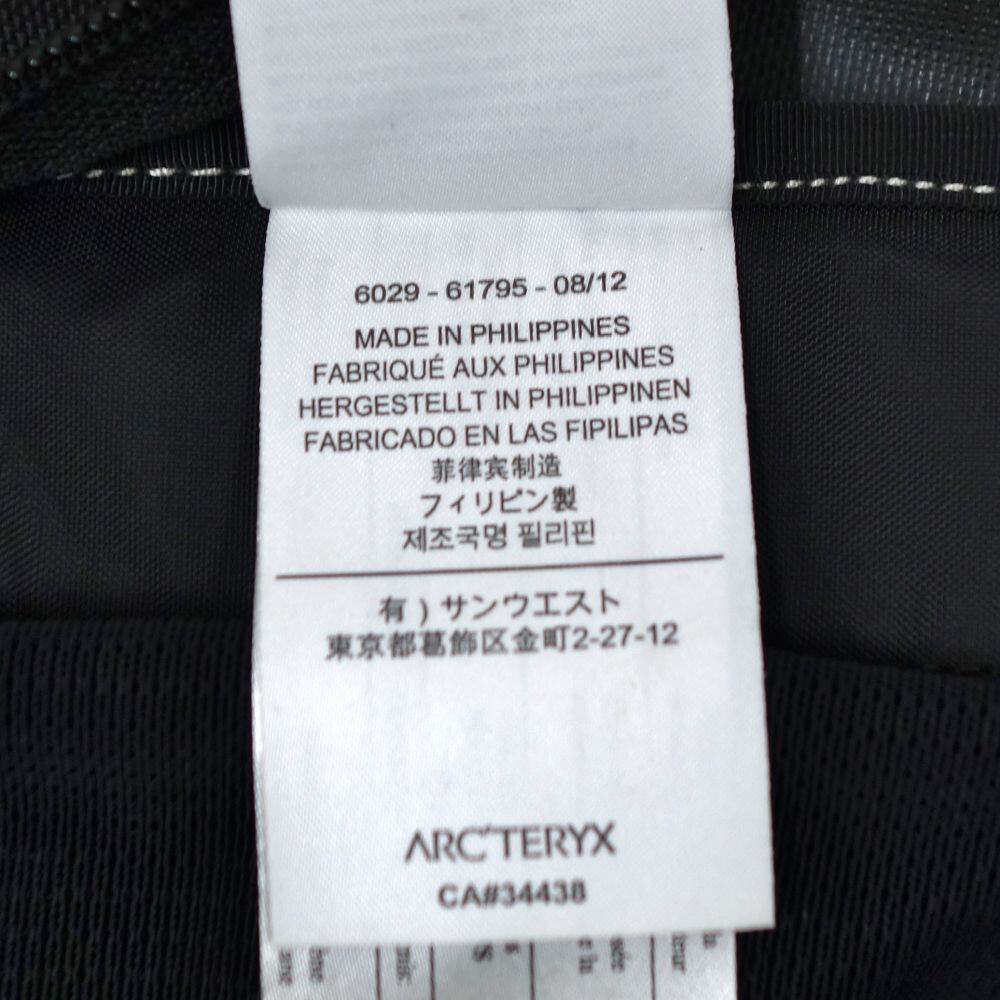 6029 - 61795 - 08/12
MADE IN PHILIPPINES
FABRIQUÉ AUX PHILIPPINES
HERGESTELLT IN PHILIPPINEN
FABRICADO EN LAS FIPILIPAS
菲律宾制造
フィリピン製
제조국명 필리핀
有）サンウエスト
東京都葛飾区金町2-27-12
ARC'TERYX
CA#34438